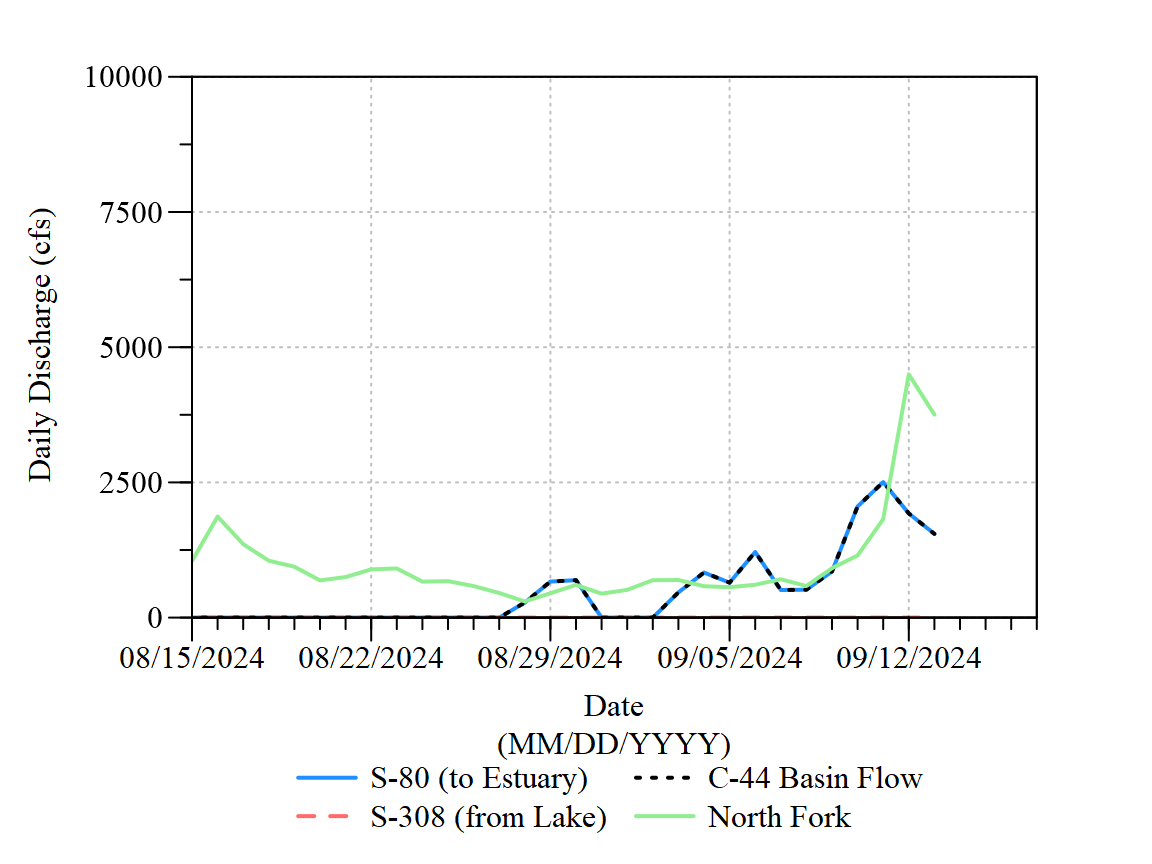 10000
7500
5000
2500
0
Daily Discharge (cfs)
08/15/2024 08/22/2024 08/29/2024 09/05/2024 09/12/2024
Date
(MM/DD/YYYY)
S-80 (to Estuary) C-44 Basin Flow
S-308 (from Lake) North Fork